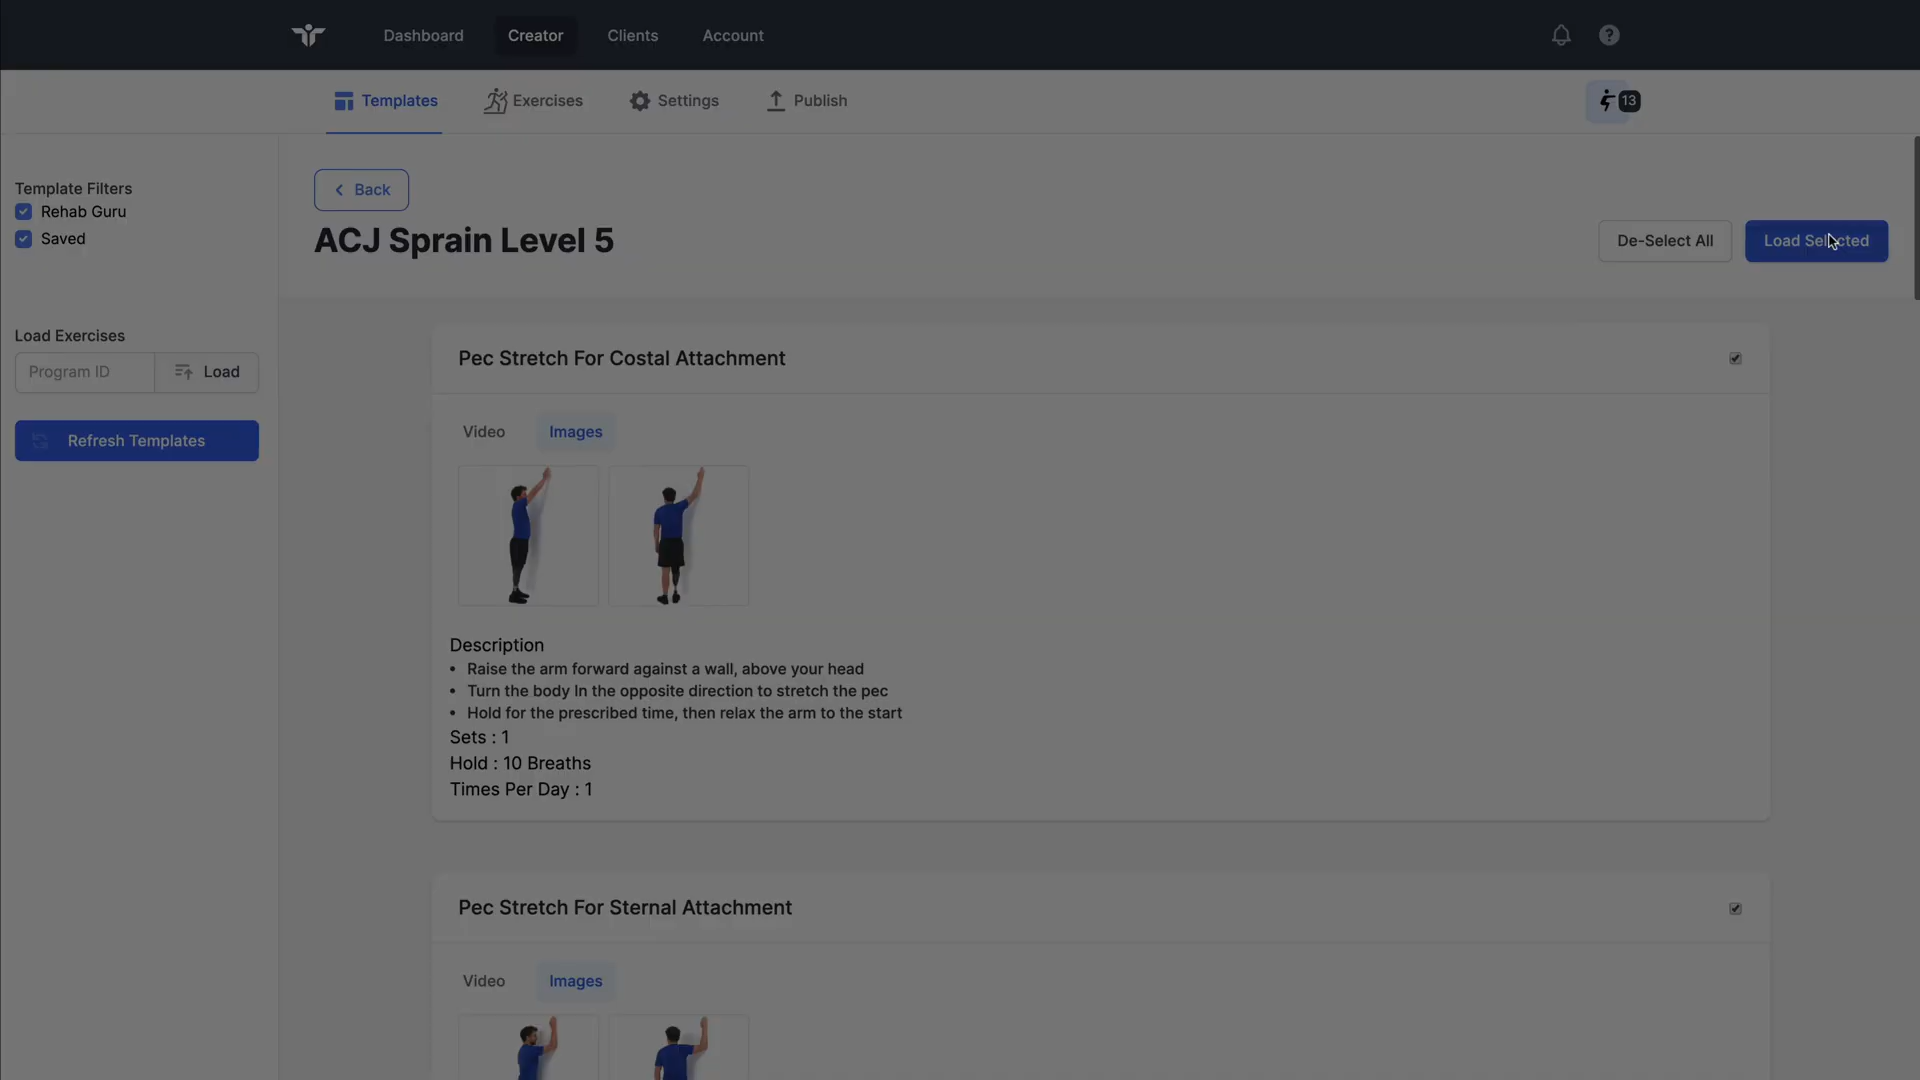 Dashboard
Creator
Clients
Account
?
Templates
Exercises
Settings
Publish
13
Template Filters
Rehab Guru
Saved
Load Exercises
Program ID
Load
Refresh Templates
Back
ACJ Sprain Level 5
De-Select All
Load Selected
Pec Stretch For Costal Attachment
Video
Images
Description
• Raise the arm forward against a wall, above your head
• Turn the body In the opposite direction to stretch the pec
• Hold for the prescribed time, then relax the arm to the start
Sets : 1
Hold : 10 Breaths
Times Per Day : 1
Pec Stretch For Sternal Attachment
Video
Images